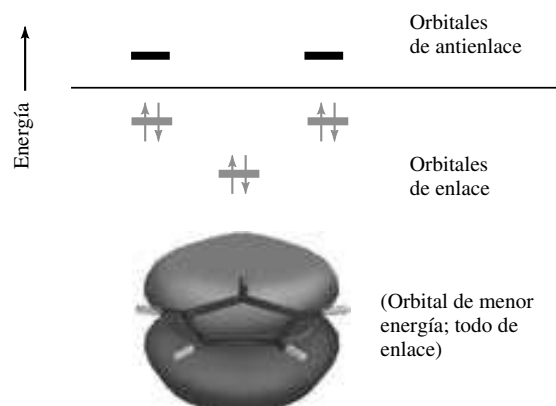 Energía
Orbitales
de antienlace
Orbitales
de enlace
(Orbital de menor
energía; todo de
enlace)